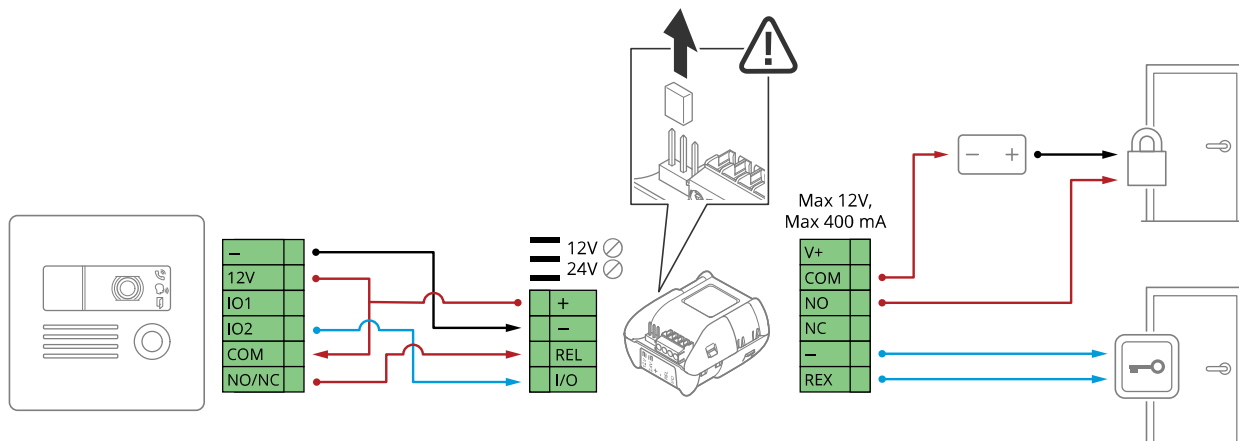 −
12V
IO1
IO2
COM
NO/NC
12V
24V
+
−
REL
I/O
Max 12V,
Max 400 mA
V+
COM
NO
NC
−
REX
− +